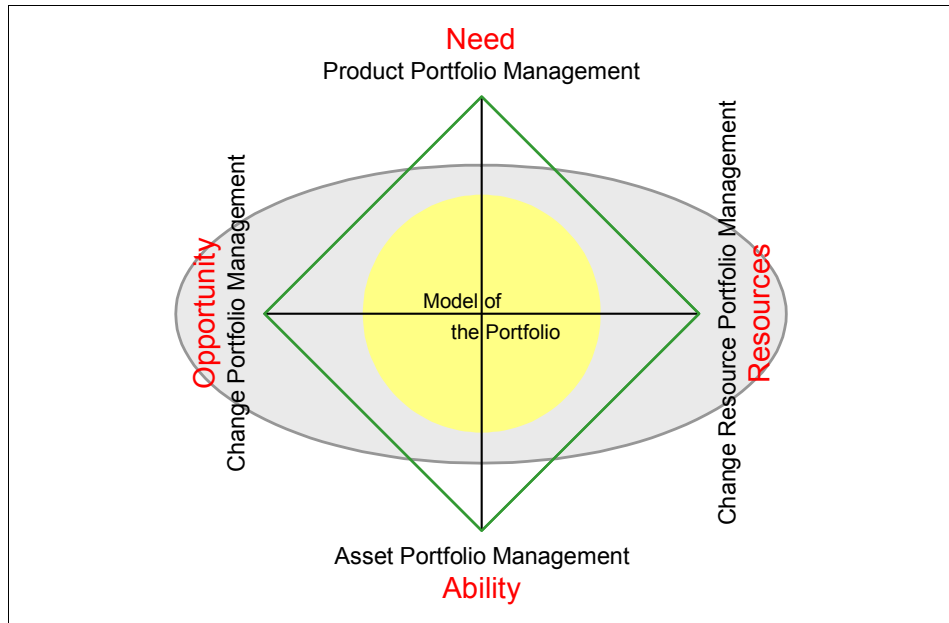 Need
Product Portfolio Management
Opportunity
Change Portfolio Management
Model of
the Portfolio
Change Resource Portfolio Management
Resources
Asset Portfolio Management
Ability